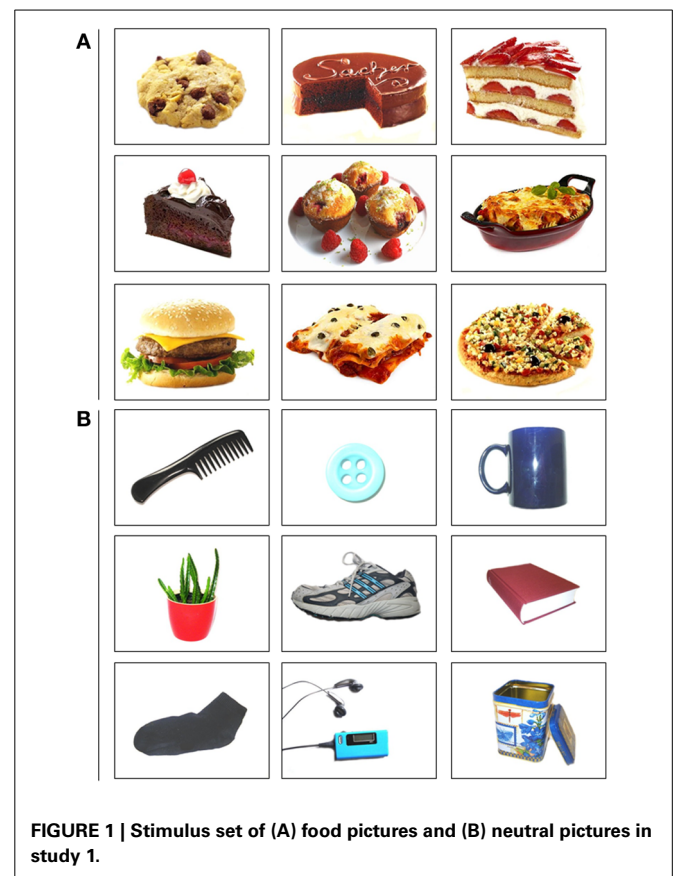 A
Sacher
B
FIGURE 1 | Stimulus set of (A) food pictures and (B) neutral pictures in
study 1.